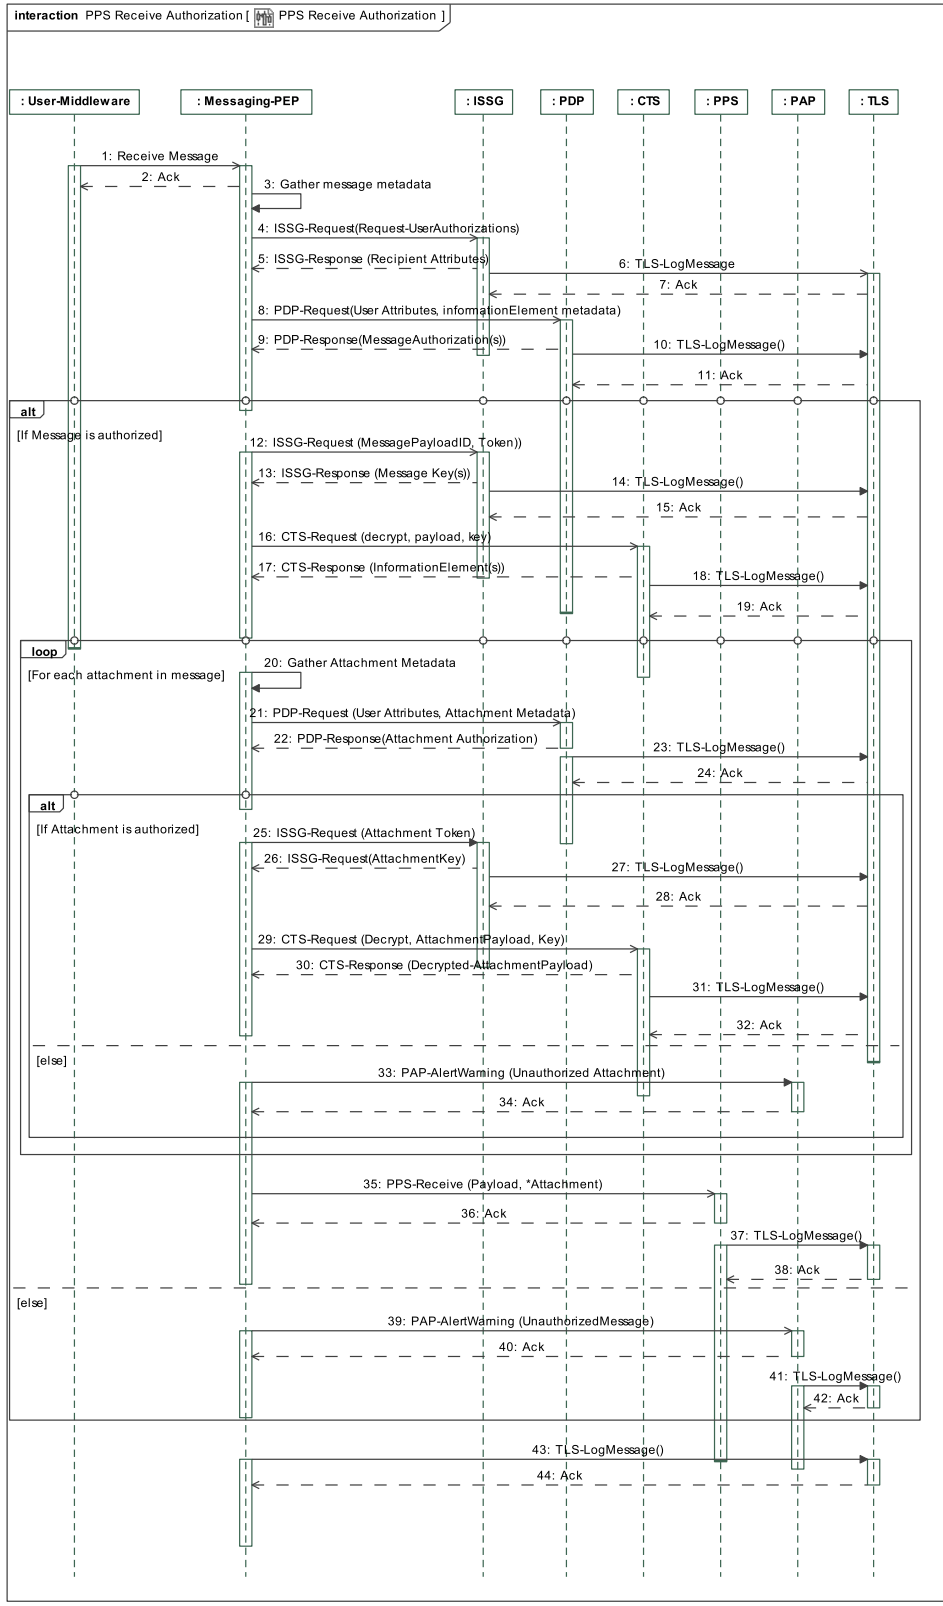 interaction PPS Receive Authorization [ PPS Receive Authorization ]
: User-Middleware
: Messaging-PEP
: ISSG
: PDP
: CTS
: PPS
: PAP
: TLS
1: Receive Message
2: Ack
3: Gather message metadata
4: ISSG-Request(Request-UserAuthorizations)
5: ISSG-Response (Recipient Attributes)
6: TLS-LogMessage
7: Ack
8: PDP-Request(User Attributes, informationElement metadata)
9: PDP-Response(MessageAuthorization(s))
10: TLS-LogMessage()
11: Ack
alt
[If Message is authorized]
12: ISSG-Request (MessagePayloadID, Token))
13: ISSG-Response (Message Key(s))
14: TLS-LogMessage()
15: Ack
16: CTS-Request (decrypt, payload, key)
17: CTS-Response (InformationElement(s))
18: TLS-LogMessage()
19: Ack
loop
[For each attachment in message]
20: Gather Attachment Metadata
21: PDP-Request (User Attributes, Attachment Metadata)
22: PDP-Response(Attachment Authorization)
23: TLS-LogMessage()
24: Ack
alt
[If Attachment is authorized]
25: ISSG-Request (Attachment Token)
26: ISSG-Request(AttachmentKey)
27: TLS-LogMessage()
28: Ack
29: CTS-Request (Decrypt, AttachmentPayload, Key)
30: CTS-Response (Decrypted-AttachmentPayload)
31: TLS-LogMessage()
32: Ack
[else]
33: PAP-AlertWarning (Unauthorized Attachment)
34: Ack
35: PPS-Receive (Payload, *Attachment)
36: Ack
37: TLS-LogMessage()
38: Ack
[else]
39: PAP-AlertWarning (UnauthorizedMessage)
40: Ack
41: TLS-LogMessage()
42: Ack
43: TLS-LogMessage()
44: Ack